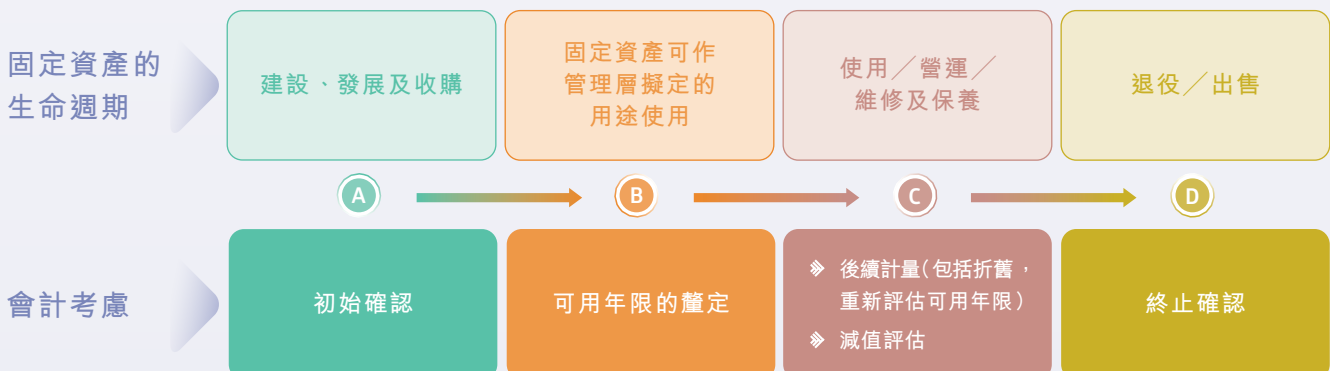 固定資產的
生命週期
建設、發展及收購
固定資產可作
管理層擬定的
用途使用
使用／營運／
維修及保養
退役／出售
A
B
C
D
會計考慮
初始確認
可用年限的釐定
後續計量(包括折舊，
重新評估可用年限)
減值評估
終止確認